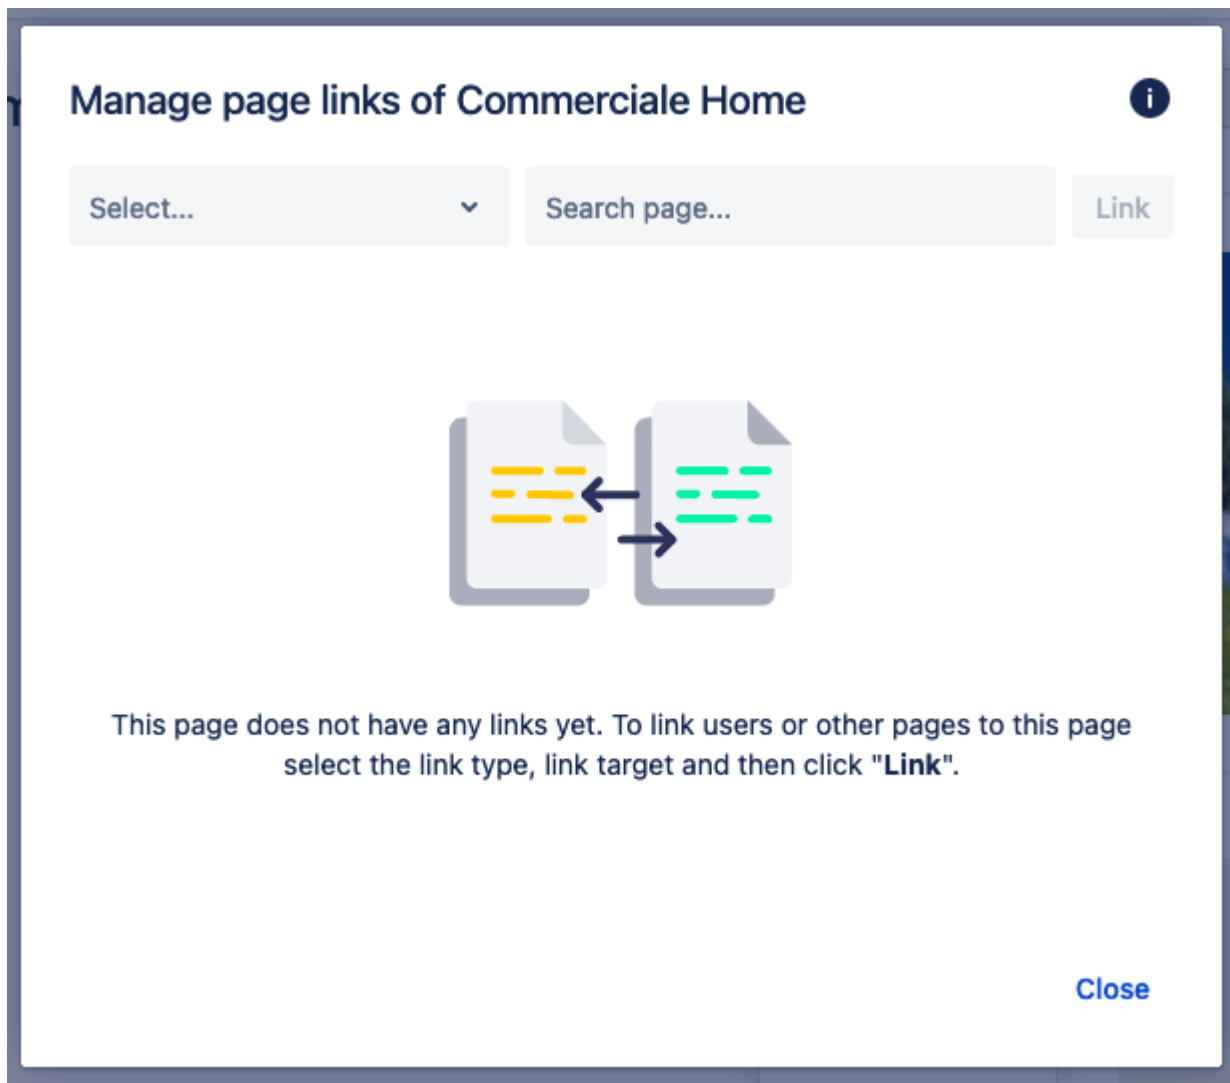 Manage page links of Commerciale Home
Select...
Search page...
Link
This page does not have any links yet. To link users or other pages to this page
select the link type, link target and then click "Link".
Close